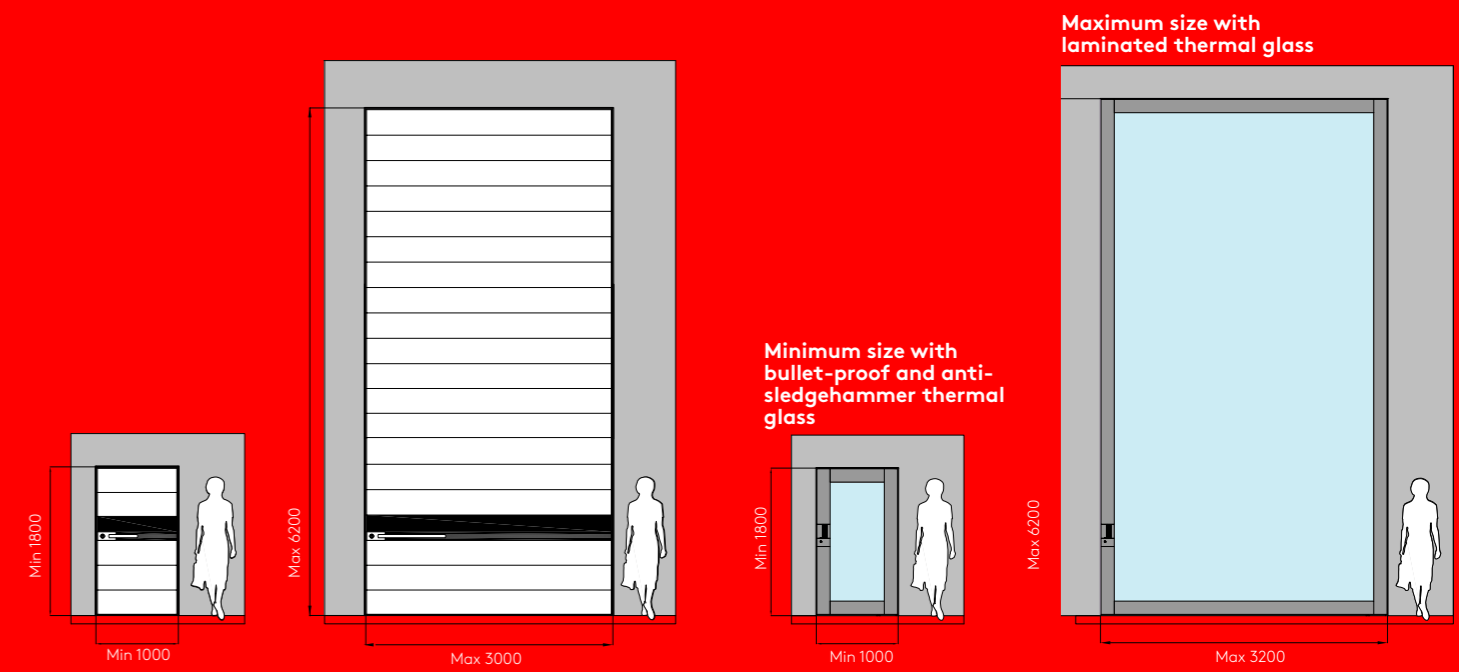 Maximum size with
laminated thermal glass
Minimum size with
bullet-proof and anti-
sledgehammer thermal
glass
Min 1800
Min 1000
Max 6200
Max 3000
Min 1800
Min 1000
Max 6200
Max 3200